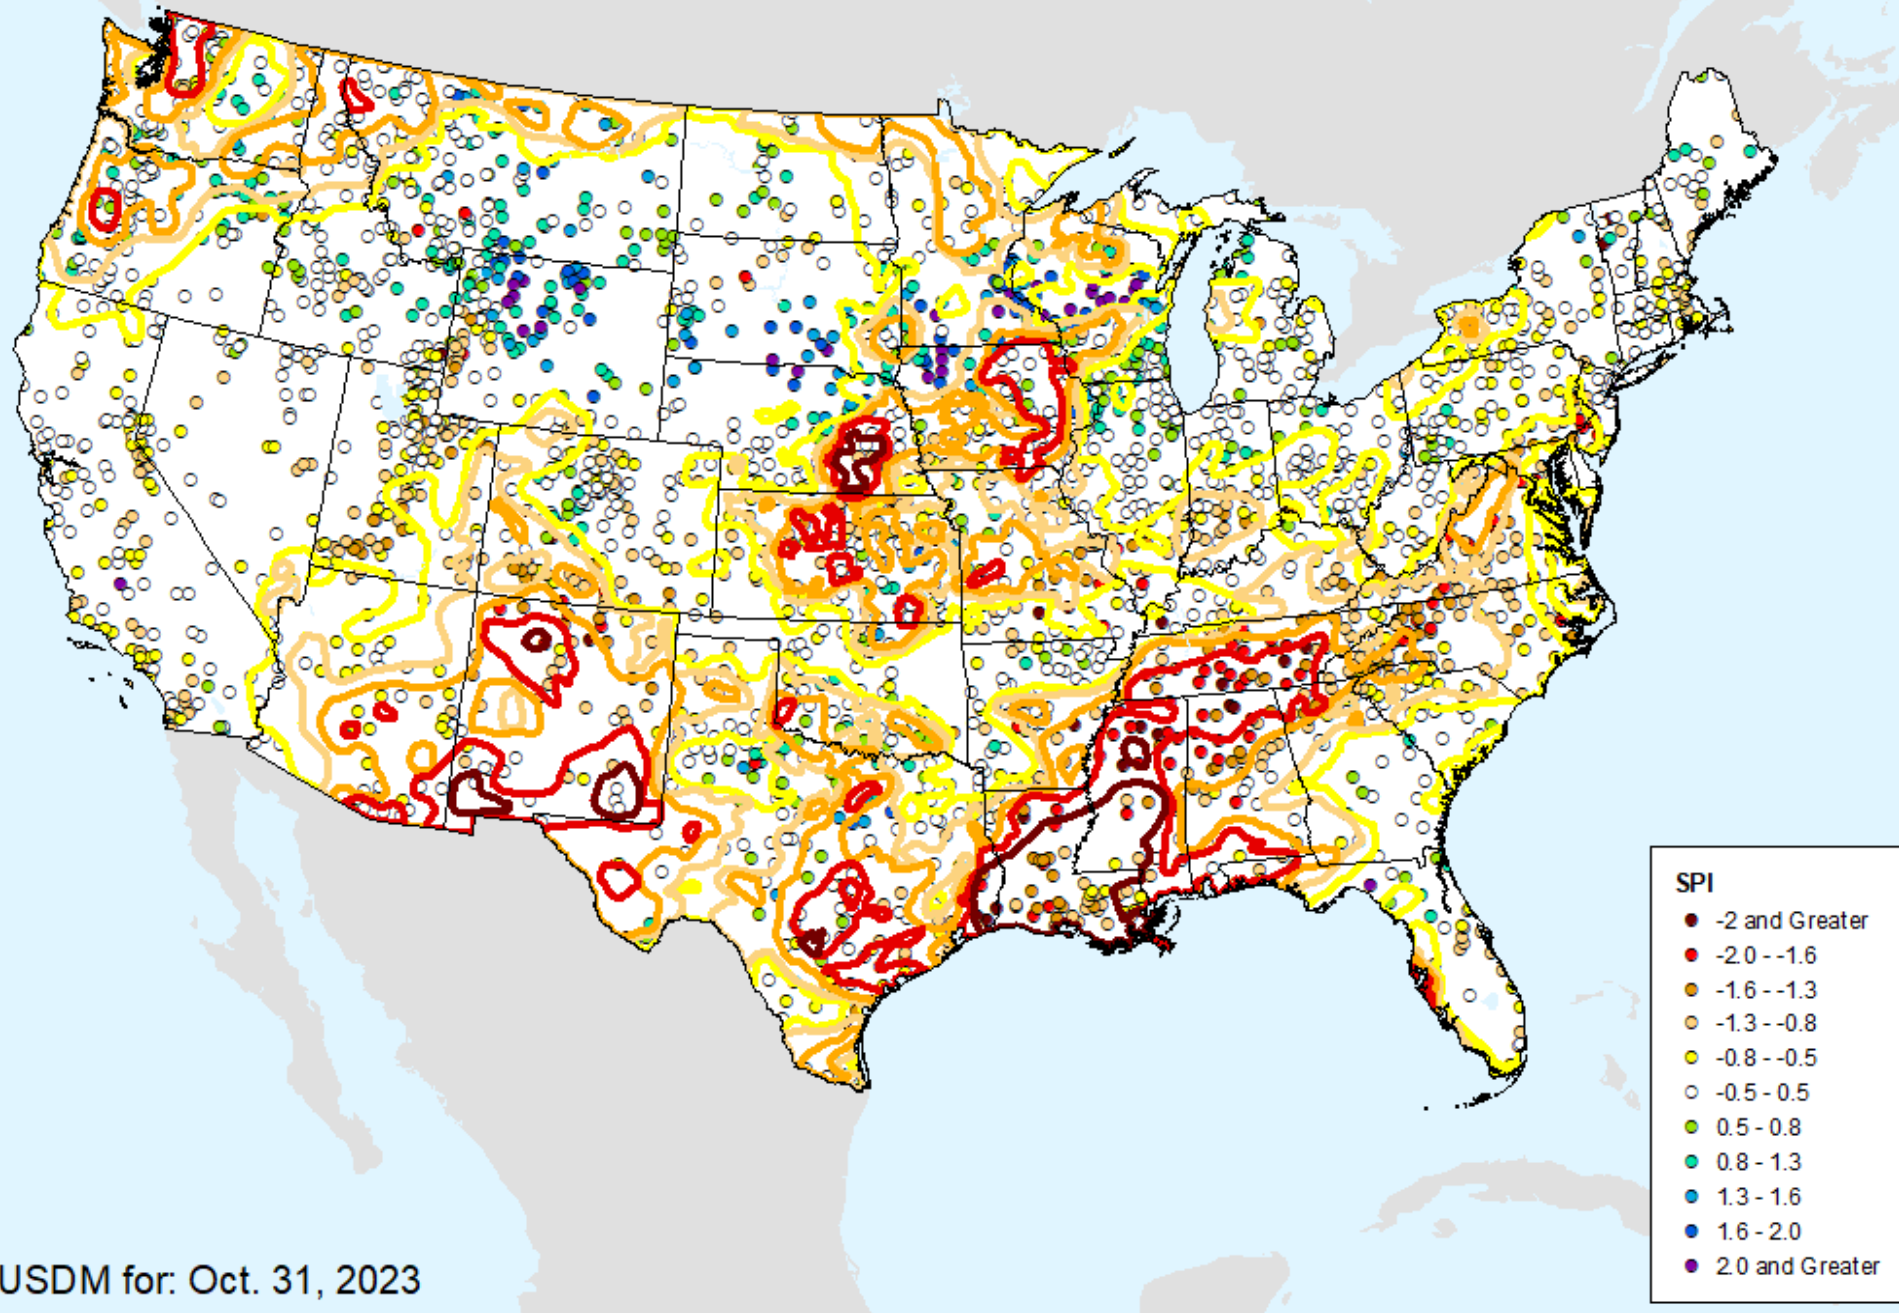 SPI
-2 and Greater
-2.0 - -1.6
-1.6 - -1.3
-1.3 - -0.8
-0.8 - -0.5
-0.5 - 0.5
0.5 - 0.8
0.8 - 1.3
1.3 - 1.6
1.6 - 2.0
2.0 and Greater
USDM for: Oct. 31, 2023